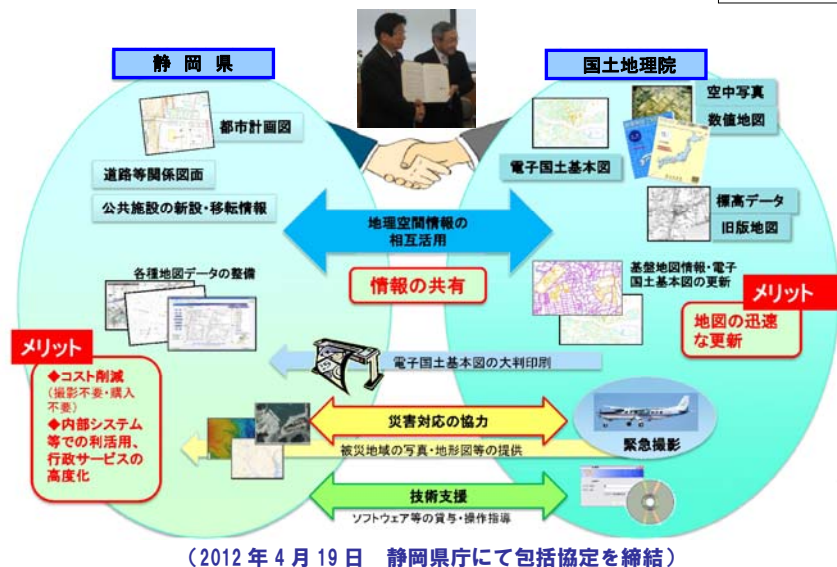 静岡県
国土地理院
都市計画図
道路等関係図面
公共施設の新設・移転情報
空中写真
数値地図
電子国土基本図
標高データ
旧版地図
地理空間情報の
相互活用
情報の共有
各種地図データの整備
基盤地図情報・電子
国土基本図の更新
メリット
地図の迅速
な更新
メリット
◆コスト削減
(撮影不要・購入
不要)
◆内部システム
等での利活用、
行政サービスの
高度化
電子国土基本図の大判印刷
災害対応の協力
被災地域の写真・地形図等の提供
緊急撮影
技術支援
ソフトウェア等の貸与・操作指導
(2012年4月19日 静岡県庁にて包括協定を締結)